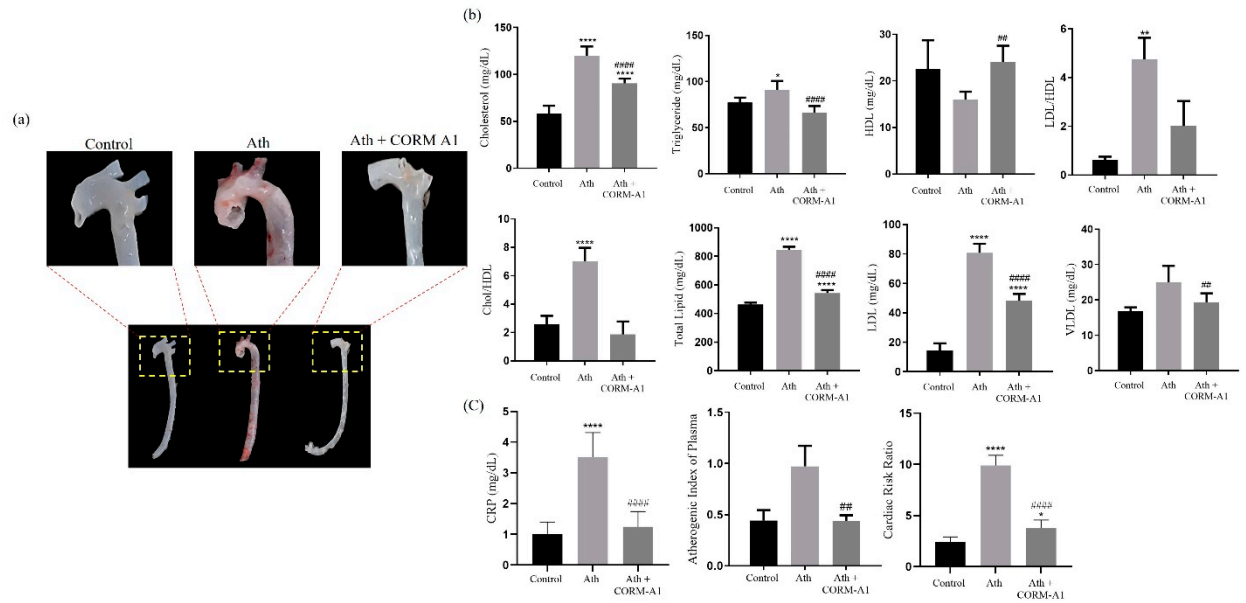 (a)
Control
Ath
Ath + CORM A1
(b)
Cholesterol (mg/dL)
150
100
50
0
****
####
****
Control
Ath
Ath +
CORM-A1
Triglyceride (mg/dL)
150
100
50
0
*
####
Control
Ath
Ath +
CORM-A1
HDL (mg/dL)
30
20
10
0
##
Control
Ath
Ath +
CORM-A1
LDL/HDL
6
4
2
0
**
Control
Ath
Ath +
CORM-A1
Chol/HDL
10
8
6
4
2
0
****
Control
Ath
Ath +
CORM-A1
Total Lipid (mg/dL)
1000
800
600
400
200
0
****
####
****
Control
Ath
Ath +
CORM-A1
LDL (mg/dL)
100
80
60
40
20
0
****
####
****
Control
Ath
Ath +
CORM-A1
VLDL (mg/dL)
40
30
20
10
0
##
Control
Ath
Ath +
CORM-A1
(C)
CRP (mg/dL)
5
4
3
2
1
0
****
####
Control
Ath
Ath +
CORM-A1
Atherogenic Index of Plasma
1.5
1.0
0.5
0.0
##
Control
Ath
Ath +
CORM-A1
Cardiac Risk Ratio
15
10
5
0
****
####
*
Control
Ath
Ath +
CORM-A1